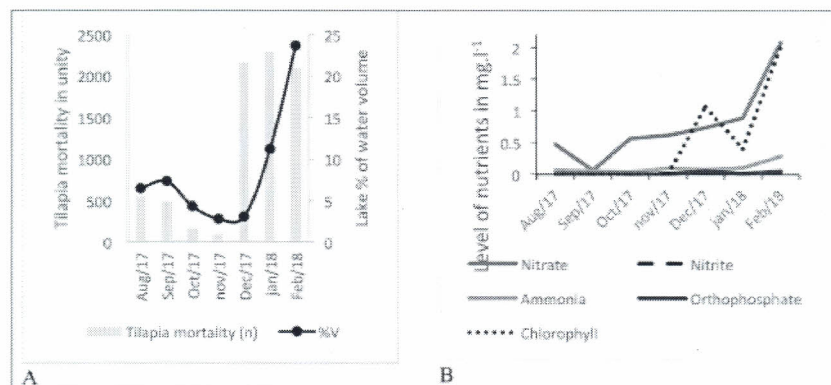 Tilapia mortality in unity
2500
2000
1500
1000
500
0
25
20
15
10
5
0
Lake % of water volume
Aug/17
Sep/17
Oct/17
nov/17
Dec/17
jan/18
Feb/18
Tilapia mortality (n)
%V
A
Level of nutrients in mg.l-1
2
1.5
1
0.5
0
Aug/17
Sep/17
Oct/17
nov/17
Dec/17
jan/18
Feb/18
Nitrate
Nitrite
Ammonia
Orthophosphate
Chlorophyll
B